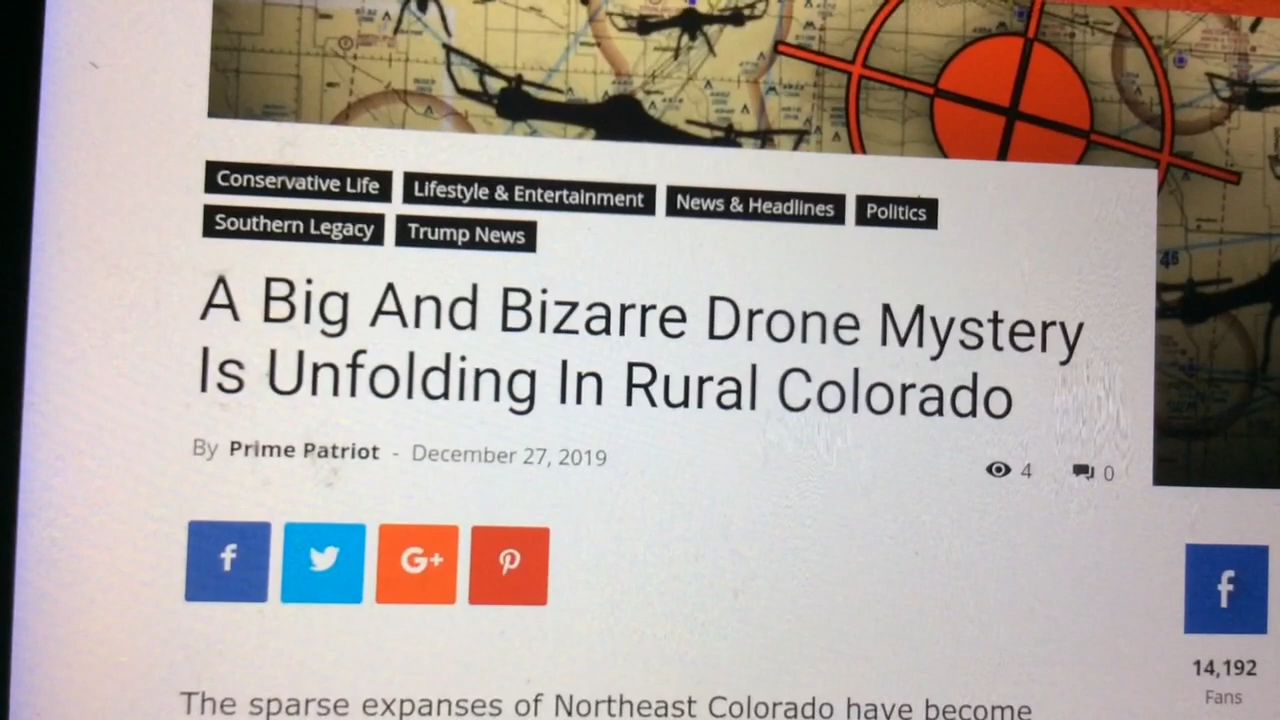 Conservative Life Lifestyle & Entertainment News & Headlines Politics
Southern Legacy Trump News
A Big And Bizarre Drone Mystery
Is Unfolding In Rural Colorado
By Prime Patriot - December 27, 2019
4 0
f G+
f
14,192
Fans
The sparse expanses of Northeast Colorado have become
46